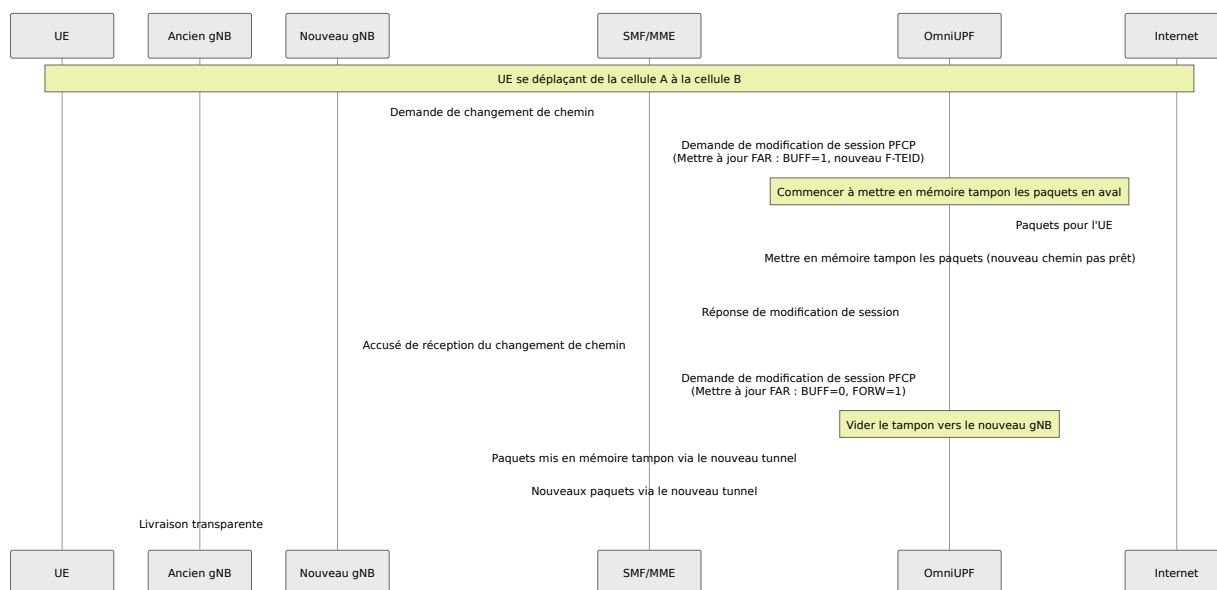 UE
Ancien gNB
Nouveau gNB
SMF/MME
OmniUPF
Internet
UE se déplaçant de la cellule A à la cellule B
Demande de changement de chemin
Demande de modification de session PFCP
(Mettre à jour FAR : BUFF=1, nouveau F-TEID)
Commencer à mettre en mémoire tampon les paquets en aval
Paquets pour l'UE
Mettre en mémoire tampon les paquets (nouveau chemin pas prêt)
Réponse de modification de session
Accusé de réception du changement de chemin
Demande de modification de session PFCP
(Mettre à jour FAR : BUFF=0, FORW=1)
Vider le tampon vers le nouveau gNB
Paquets mis en mémoire tampon via le nouveau tunnel
Nouveaux paquets via le nouveau tunnel
Livraison transparente
UE
Ancien gNB
Nouveau gNB
SMF/MME
OmniUPF
Internet